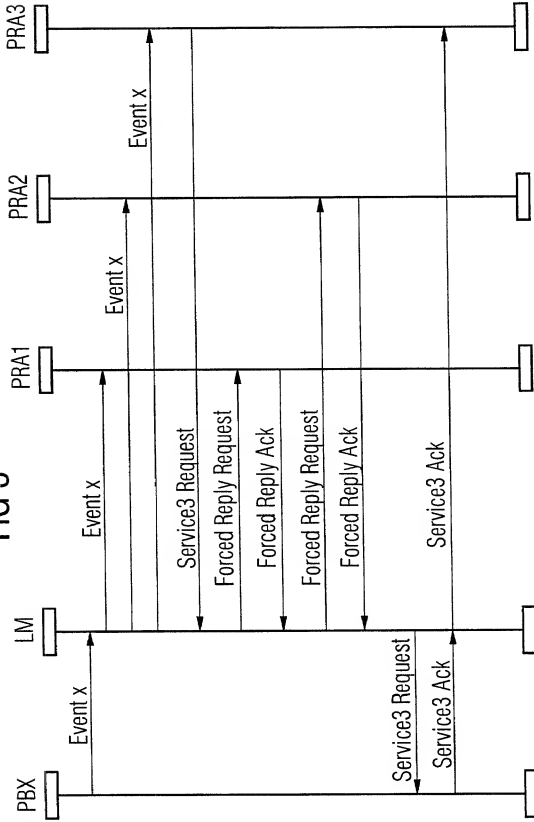 PBX
LM
PRA1
PRA2
PRA3
Event x
Event x
Event x
Event x
Service3 Request
Forced Reply Request
Forced Reply Ack
Forced Reply Request
Forced Reply Ack
Service3 Request
Service3 Ack
Service3 Ack